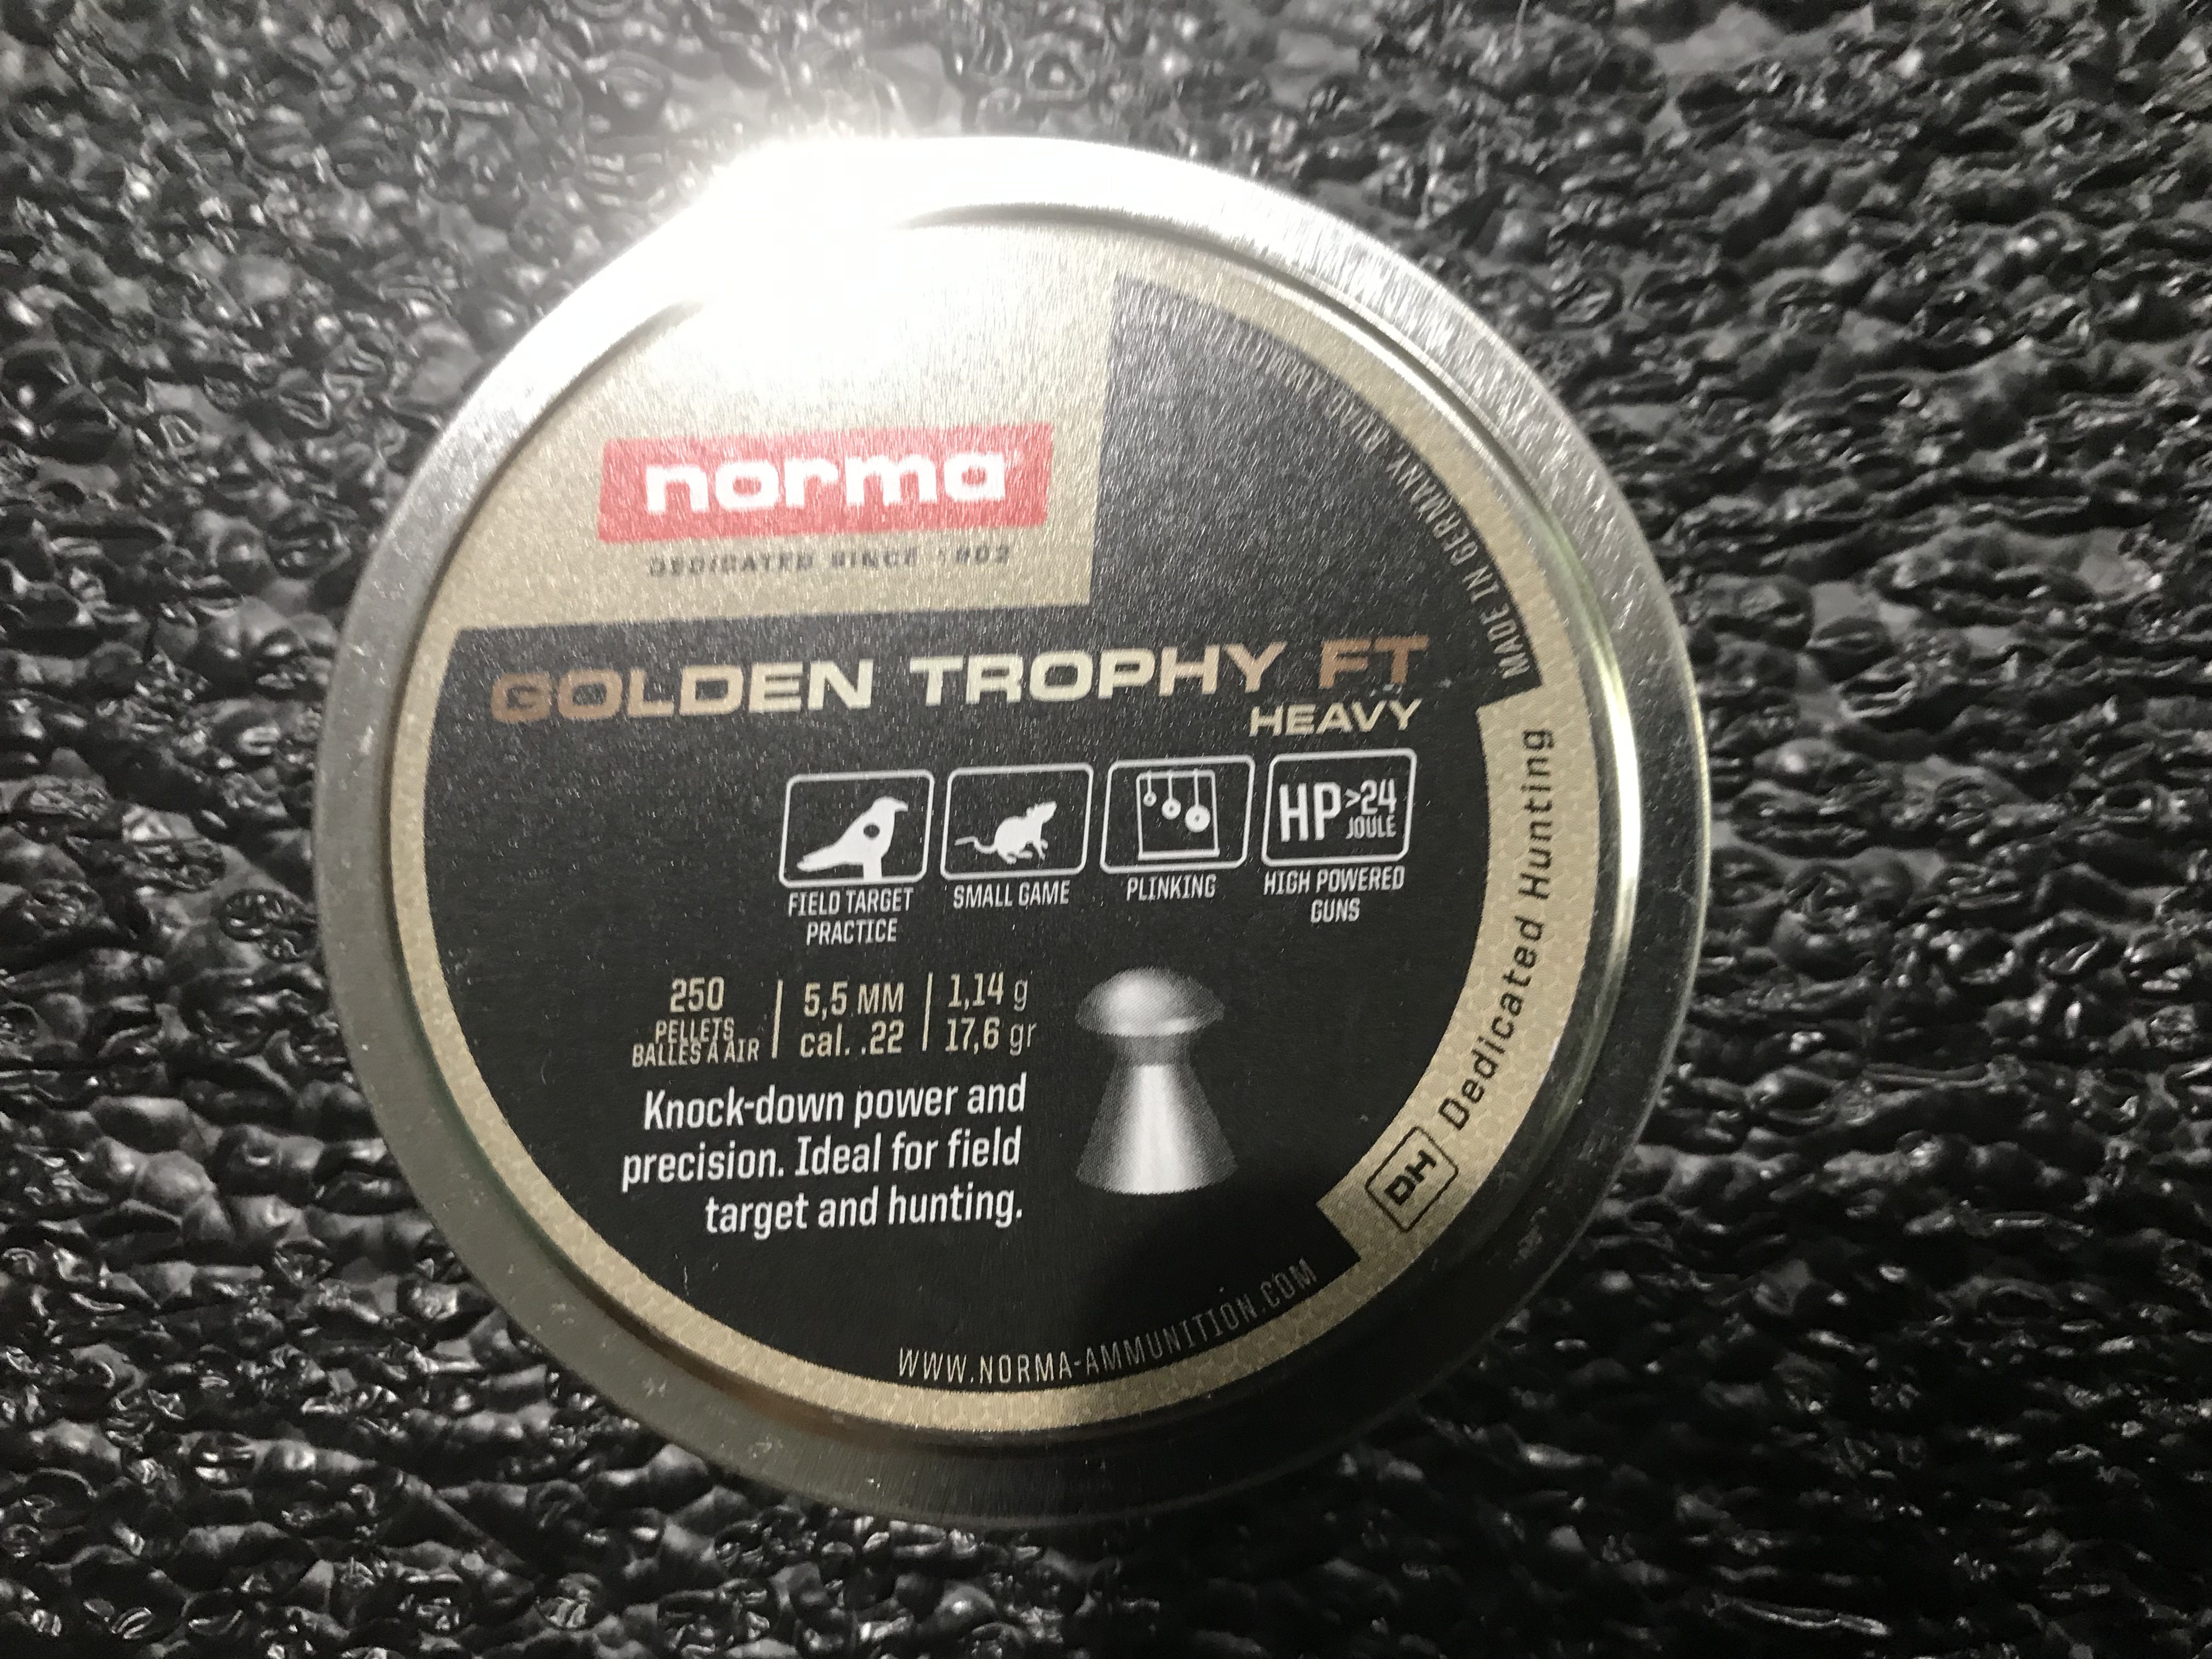 norma
DEDICATED SINCE 1902
MADE IN GERMANY
GOLDEN TROPHY FT
HEAVY
HP >24
JOULE
FIELD TARGET
PRACTICE
SMALL GAME
PLINKING
HIGH POWERED
GUNS
250
PELLETS
BALLES À AIR
5,5 MM
cal. .22
1,14 g
17,6 gr
Knock-down power and
precision. Ideal for field
target and hunting.
DH Dedicated Hunting
WWW.NORMA-AMMUNITION.COM